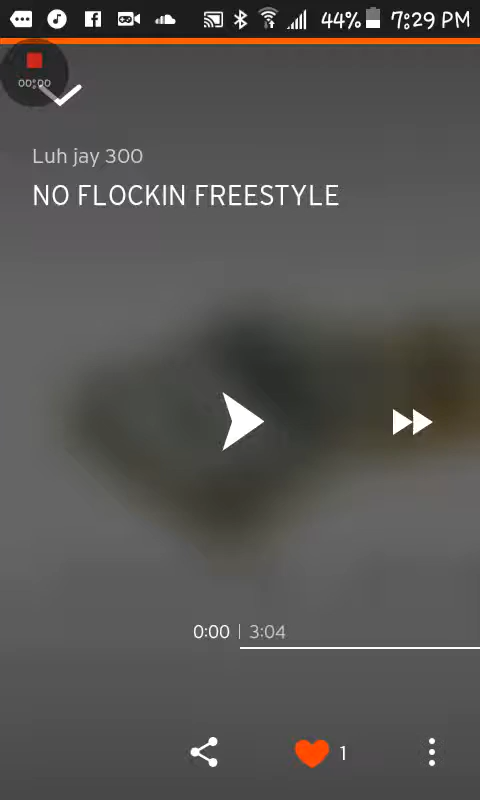 44% 7:29 PM
00:00
Luh jay 300
NO FLOCKIN FREESTYLE
0:00 | 3:04
1